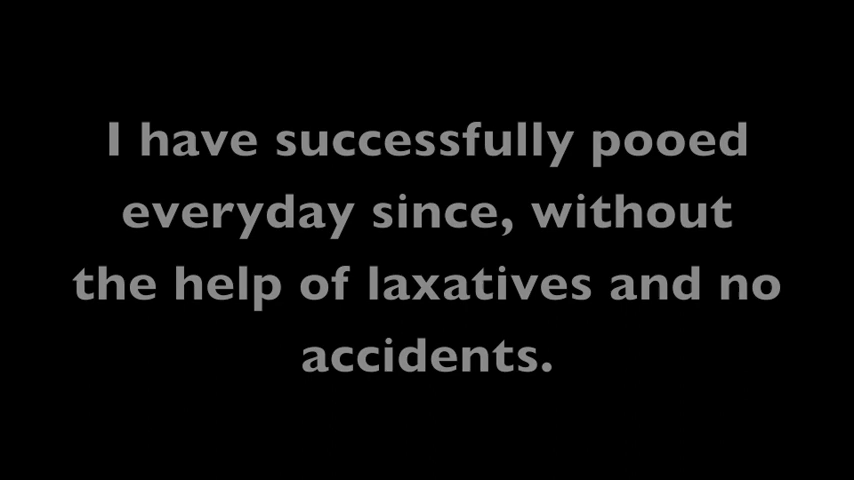 I have successfully pooed
everyday since, without
the help of laxatives and no
accidents.